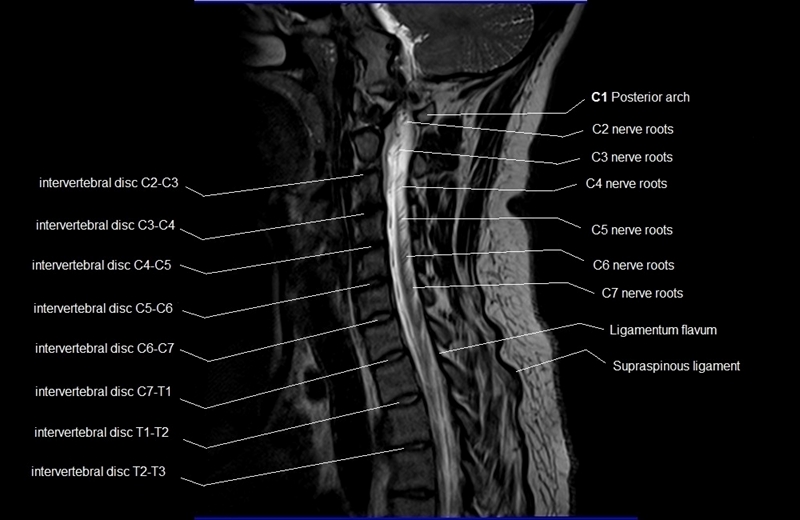 C1 Posterior arch
C2 nerve roots
C3 nerve roots
intervertebral disc C2-C3
C4 nerve roots
intervertebral disc C3-C4
C5 nerve roots
intervertebral disc C4-C5
C6 nerve roots
C7 nerve roots
intervertebral disc C5-C6
Ligamentum flavum
intervertebral disc C6-C7
Supraspinous ligament
intervertebral disc C7-T1
intervertebral disc T1-T2
intervertebral disc T2-T3